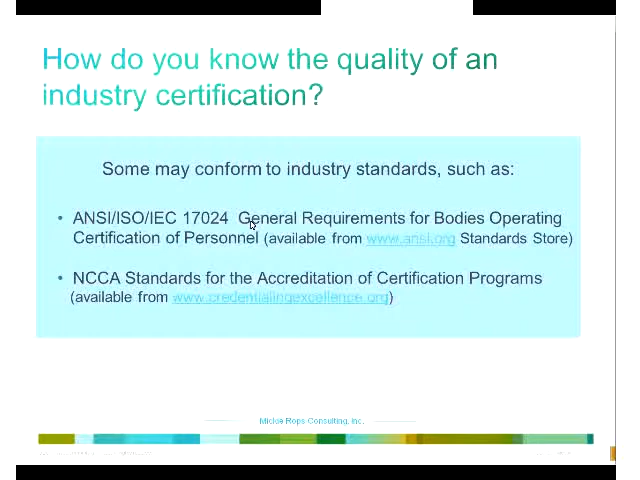 How do you know the quality of an
industry certification?
Some may conform to industry standards, such as:
• ANSI/ISO/IEC 17024 General Requirements for Bodies Operating
Certification of Personnel (available from www.ansi.org Standards Store)
• NCCA Standards for the Accreditation of Certification Programs
(available from www.credentialingexcellence.org)
Mickie Rops Consulting, Inc.